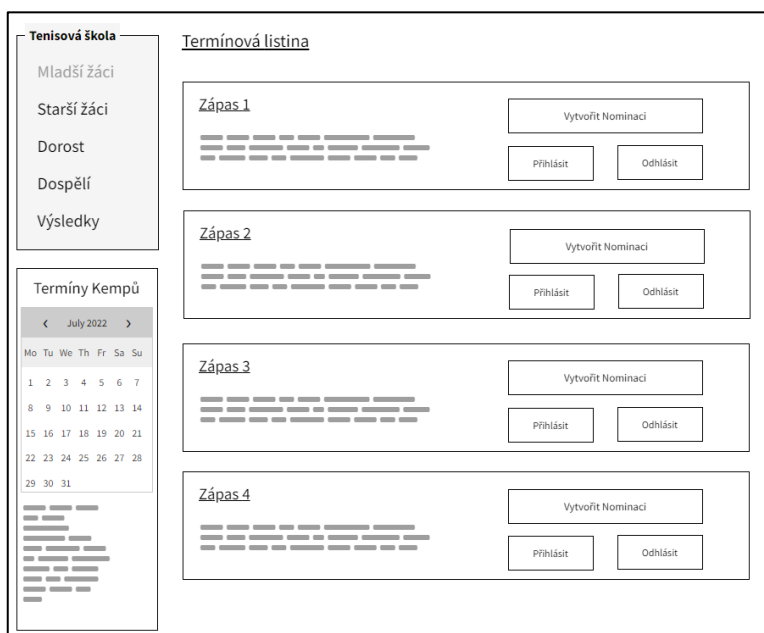 Tenisová škola
Mladší žáci
Starší žáci
Dorost
Dospělí
Výsledky
Termíny Kempů
‹ July 2022 ›
Mo Tu We Th Fr Sa Su
1 2 3 4 5 6 7
8 9 10 11 12 13 14
15 16 17 18 19 20 21
22 23 24 25 26 27 28
29 30 31
Termínová listina
Zápas 1
Vytvořit Nominaci
Přihlásit Odhlásit
Zápas 2
Vytvořit Nominaci
Přihlásit Odhlásit
Zápas 3
Vytvořit Nominaci
Přihlásit Odhlásit
Zápas 4
Vytvořit Nominaci
Přihlásit Odhlásit